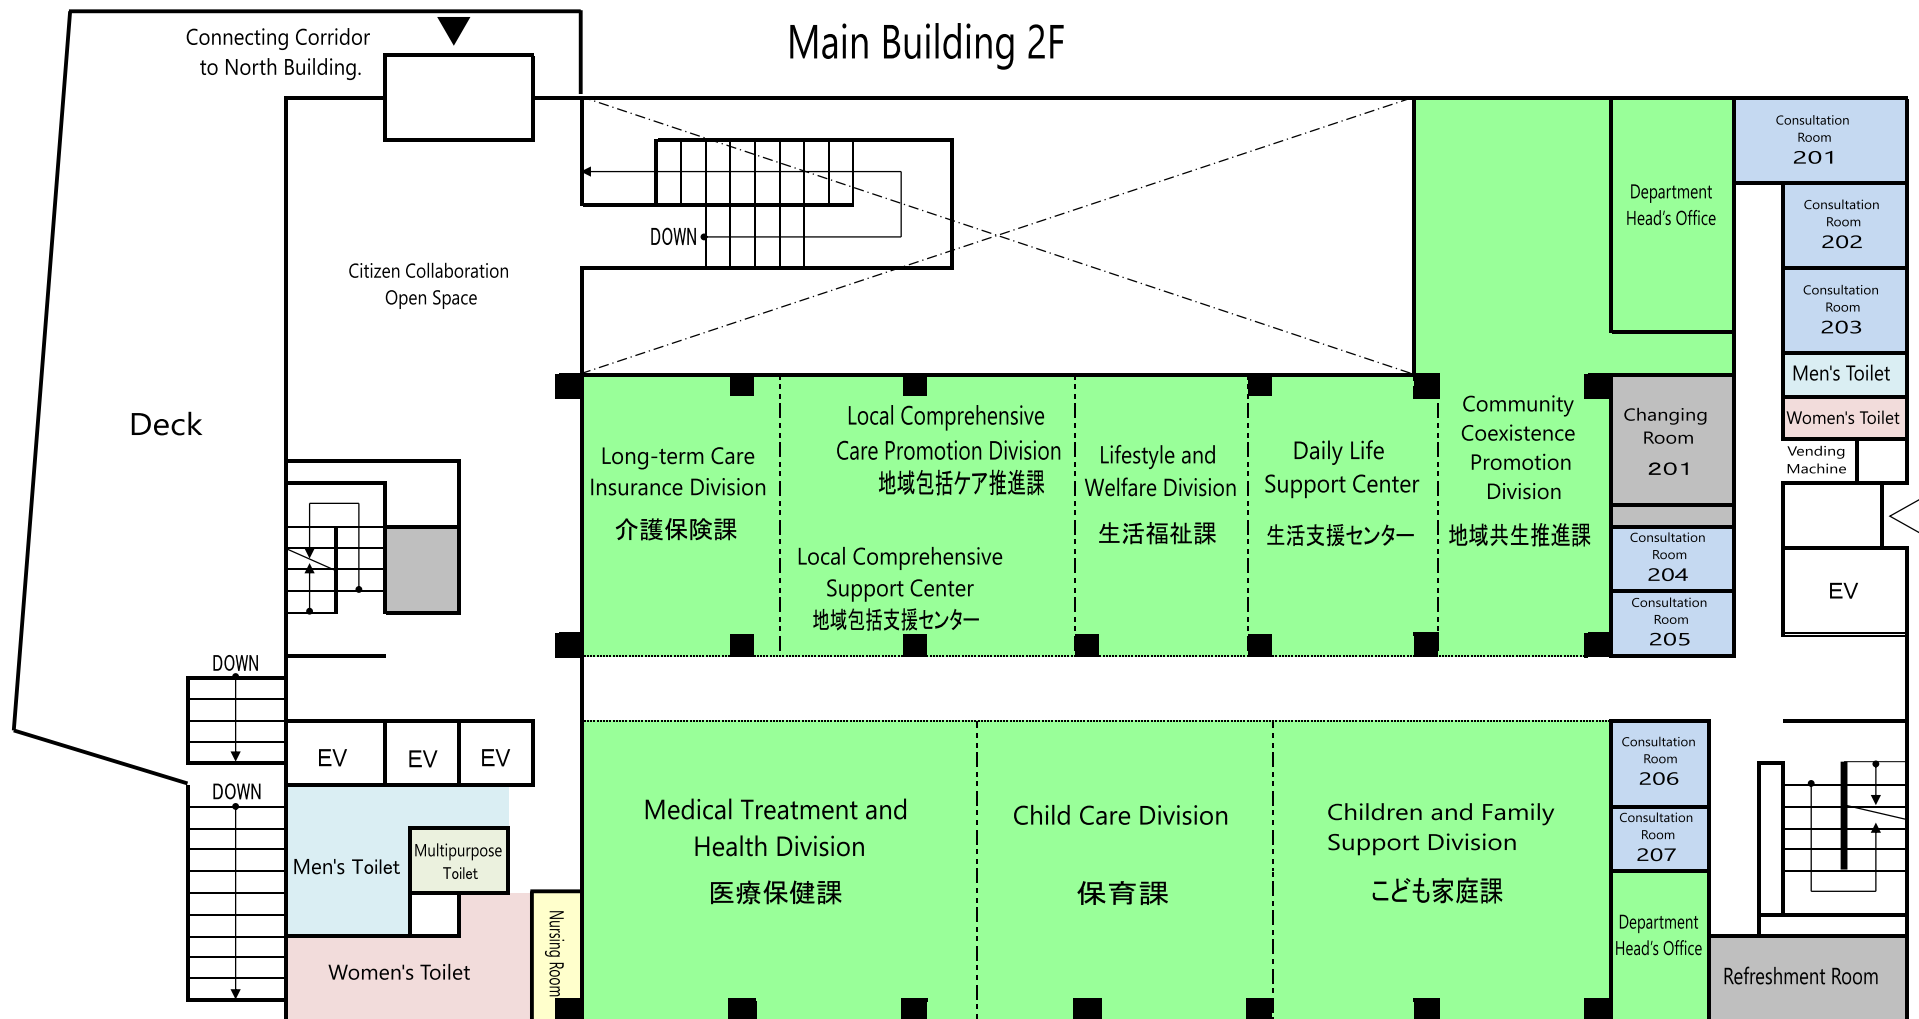 Main Building 2F
Connecting Corridor
to North Building.
Consultation
Room
201
Department
Head's Office
Consultation
Room
202
DOWN
Citizen Collaboration
Open Space
Consultation
Room
203
Men's Toilet
Women's Toilet
Vending
Machine
Deck
Long-term Care
Insurance Division
介護保険課
Local Comprehensive
Care Promotion Division
地域包括ケア推進課
Local Comprehensive
Support Center
地域包括支援センター
Lifestyle and
Welfare Division
生活福祉課
Daily Life
Support Center
生活支援センター
Community
Coexistence
Promotion
Division
地域共生推進課
Changing
Room
201
Consultation
Room
204
Consultation
Room
205
EV
DOWN
EV
EV
EV
DOWN
Men's Toilet
Multipurpose
Toilet
Women's Toilet
Nursing Room
Medical Treatment and
Health Division
医療保健課
Child Care Division
保育課
Children and Family
Support Division
こども家庭課
Consultation
Room
206
Consultation
Room
207
Department
Head's Office
Refreshment Room